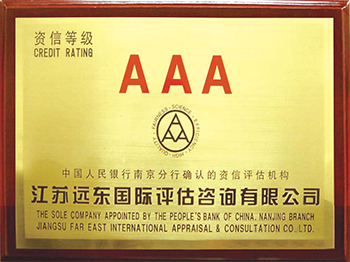 资信等级
CREDIT RATING
AAA
FAIRNESS · SCIENCE · EFFICIENCY
中国人民银行南京分行确认的资信评估机构
江苏远东国际评估咨询有限公司
THE SOLE COMPANY APPOINTED BY THE PEOPLE'S BANK OF CHINA, NANJING BRANCH
JIANGSU FAR EAST INTERNATIONAL APPRAISAL & CONSULTATION CO., LTD.